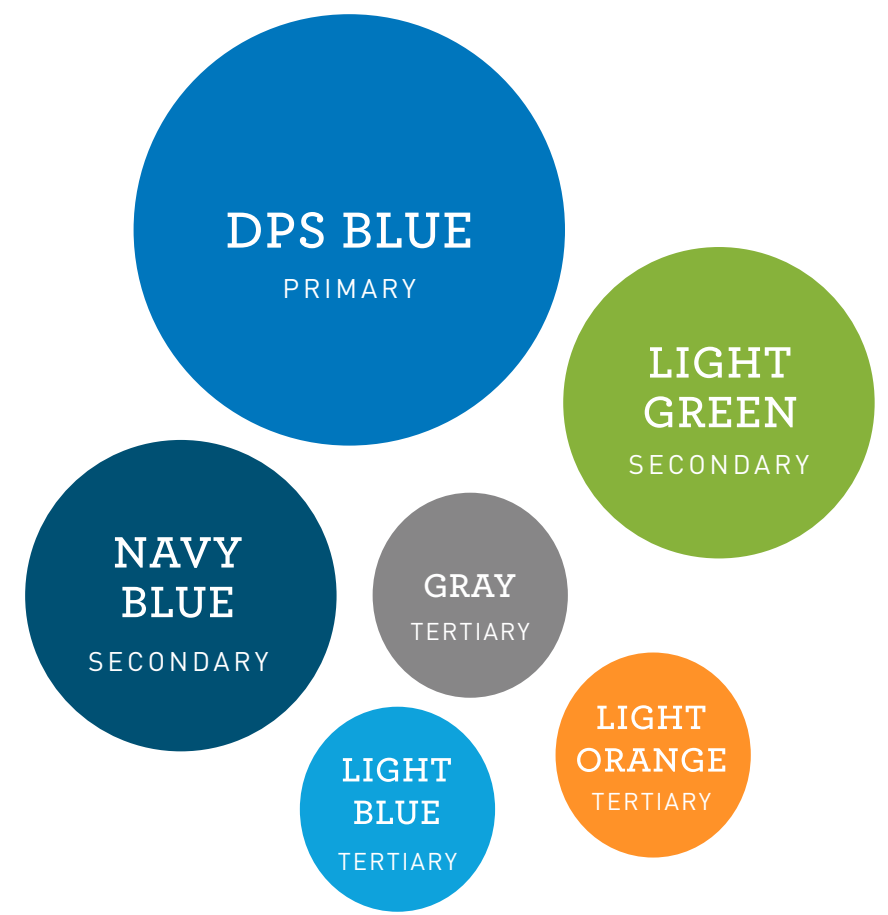 DPS BLUE
PRIMARY
LIGHT
GREEN
SECONDARY
NAVY
BLUE
SECONDARY
GRAY
TERTIARY
LIGHT
ORANGE
TERTIARY
LIGHT
BLUE
TERTIARY